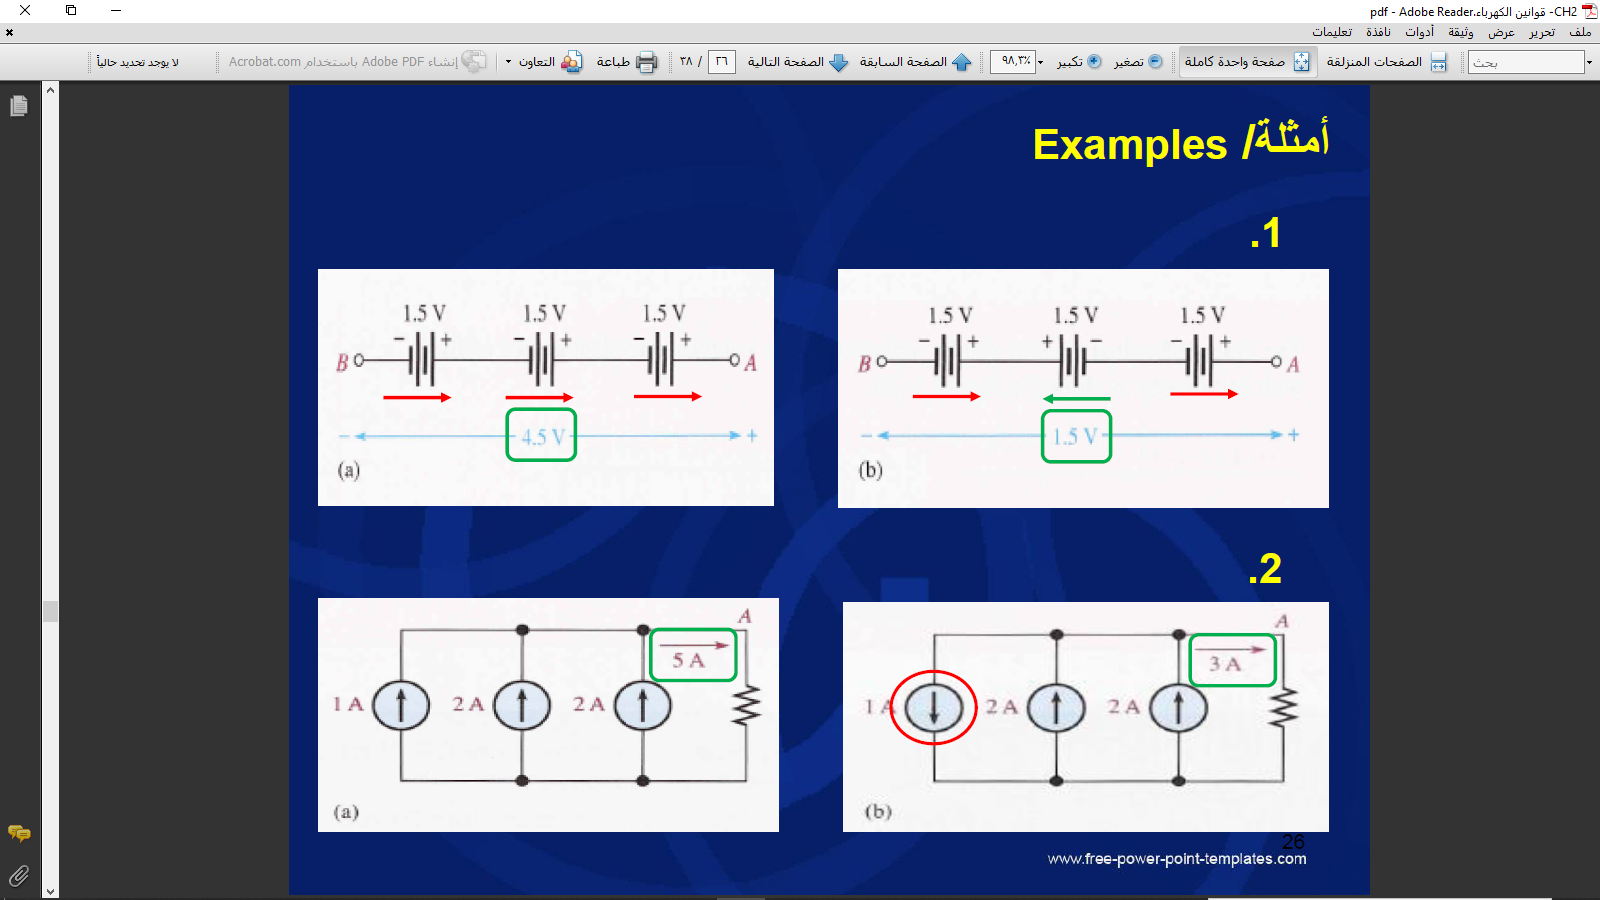 CH2- قوانين الكهرباء.pdf - Adobe Reader
ملف تحرير عرض وثيقة أدوات نافذة تعليمات
بحث
الصفحات المنزلقة
صفحة واحدة كاملة
تصغير
تكبير
٩٨,٣%
الصفحة السابقة
الصفحة التالية
٢٦ / ٣٨
طباعة
التعاون
إنشاء Adobe PDF باستخدام Acrobat.com
لا يوجد تحديد حالياً
أمثلة/ Examples
.1
1.5 V 1.5 V 1.5 V
- + - + - +
B A
- 4.5 V +
(a)
1.5 V 1.5 V 1.5 V
- + + - - +
B A
- 1.5 V +
(b)
.2
A
5 A
1 A 2 A 2 A
(a)
A
3 A
1 A 2 A 2 A
(b)
26
www.free-power-point-templates.com